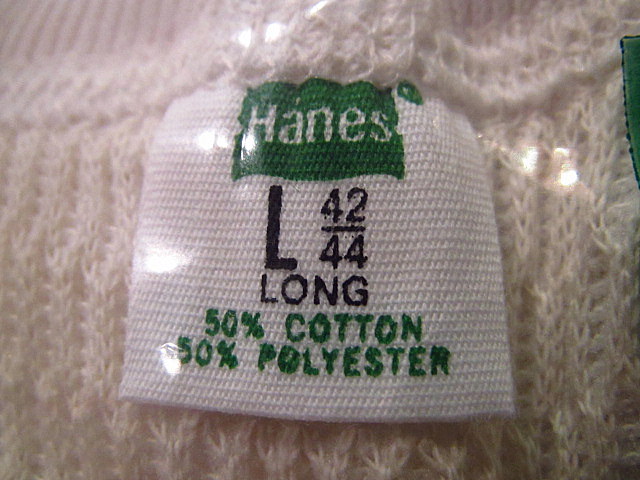 Hanes
L 42/44
LONG
50% COTTON
50% POLYESTER